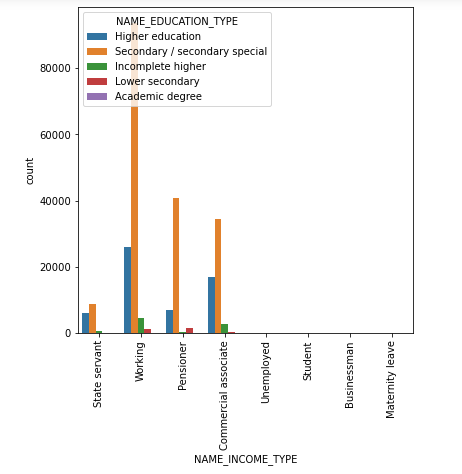 NAME_EDUCATION_TYPE
Higher education
Secondary / secondary special
Incomplete higher
Lower secondary
Academic degree
80000
60000
40000
20000
0
count
State servant
Working
Pensioner
Commercial associate
Unemployed
Student
Businessman
Maternity leave
NAME_INCOME_TYPE